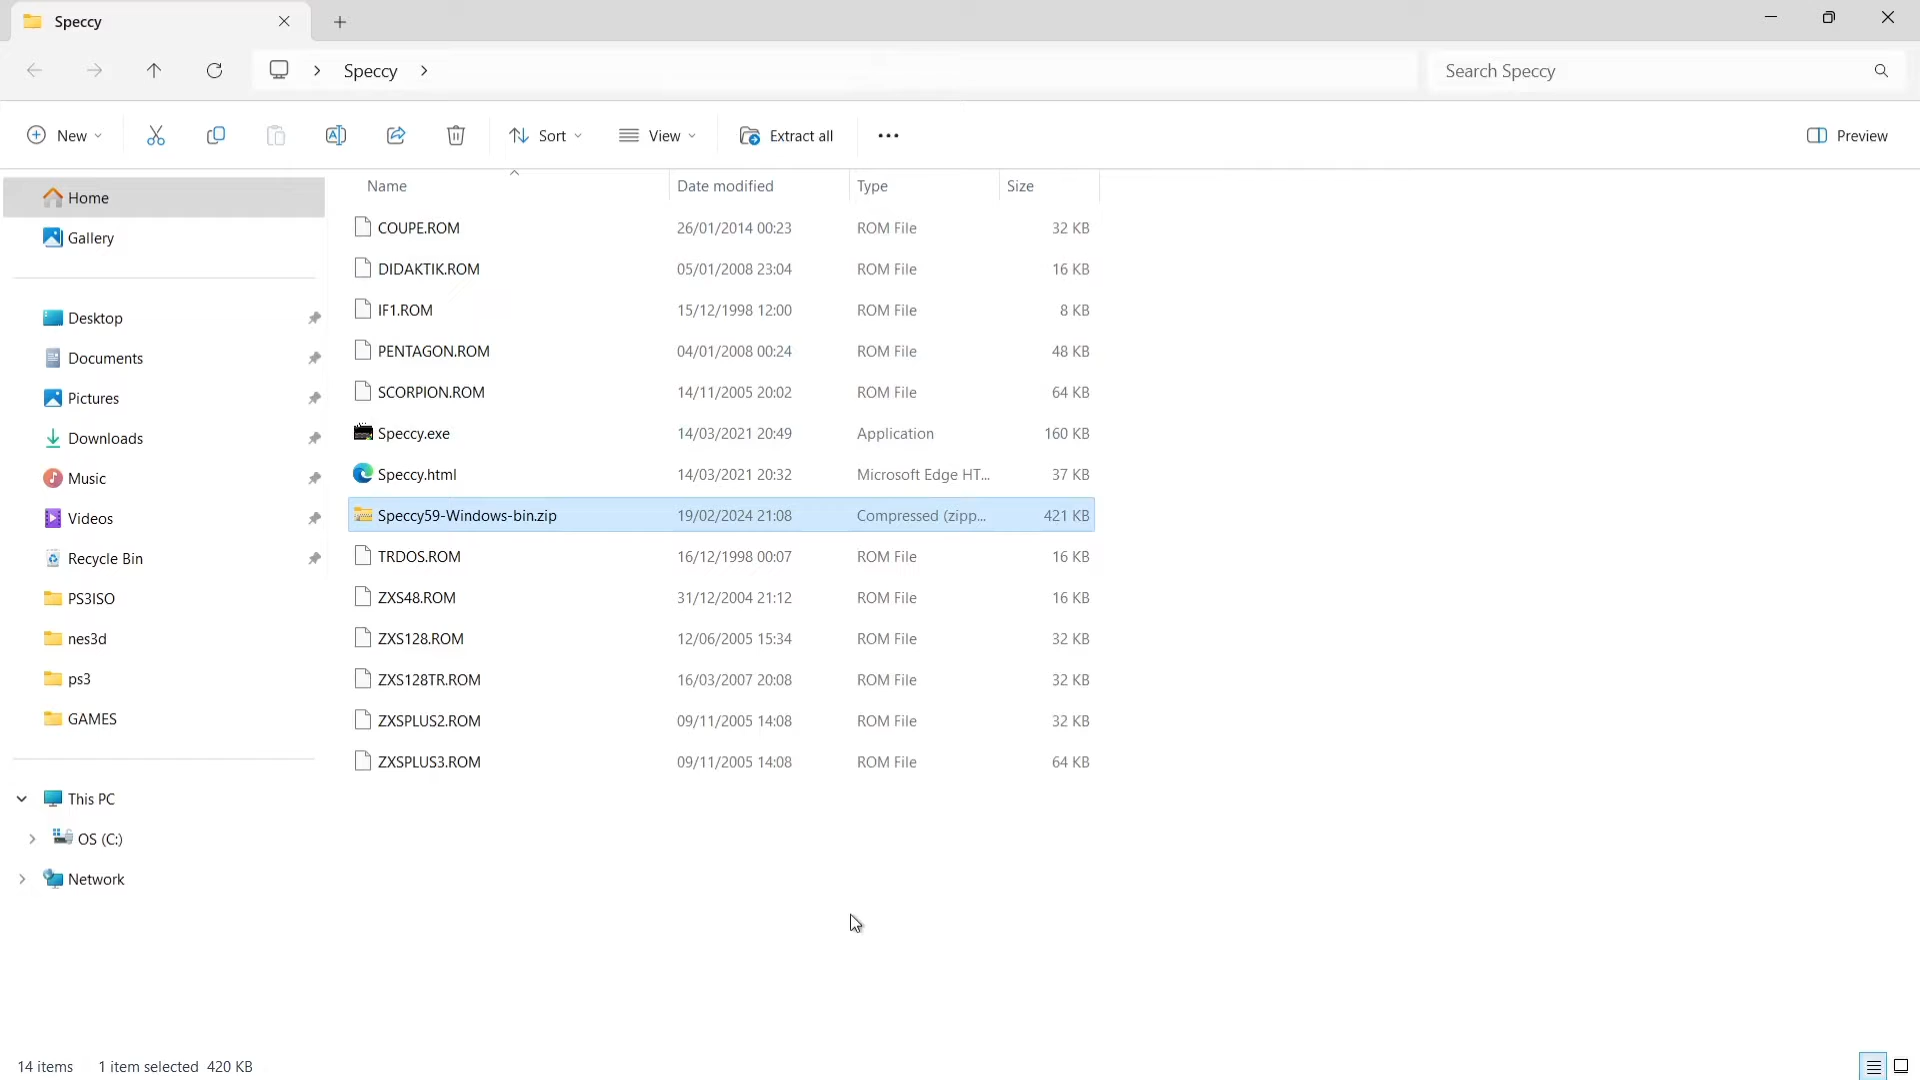 Speccy
Speccy
Search Speccy
New
Sort
View
Extract all
Preview
Name Date modified Type Size
Home
Gallery
Desktop
Documents
Pictures
Downloads
Music
Videos
Recycle Bin
PS3ISO
nes3d
ps3
GAMES
This PC
OS (C:)
Network
COUPE.ROM 26/01/2014 00:23 ROM File 32 KB
DIDAKTIK.ROM 05/01/2008 23:04 ROM File 16 KB
IF1.ROM 15/12/1998 12:00 ROM File 8 KB
PENTAGON.ROM 04/01/2008 00:24 ROM File 48 KB
SCORPION.ROM 14/11/2005 20:02 ROM File 64 KB
Speccy.exe 14/03/2021 20:49 Application 160 KB
Speccy.html 14/03/2021 20:32 Microsoft Edge HT... 37 KB
Speccy59-Windows-bin.zip 19/02/2024 21:08 Compressed (zipp... 421 KB
TRDOS.ROM 16/12/1998 00:07 ROM File 16 KB
ZXS48.ROM 31/12/2004 21:12 ROM File 16 KB
ZXS128.ROM 12/06/2005 15:34 ROM File 32 KB
ZXS128TR.ROM 16/03/2007 20:08 ROM File 32 KB
ZXSPLUS2.ROM 09/11/2005 14:08 ROM File 32 KB
ZXSPLUS3.ROM 09/11/2005 14:08 ROM File 64 KB
14 items 1 item selected 420 KB